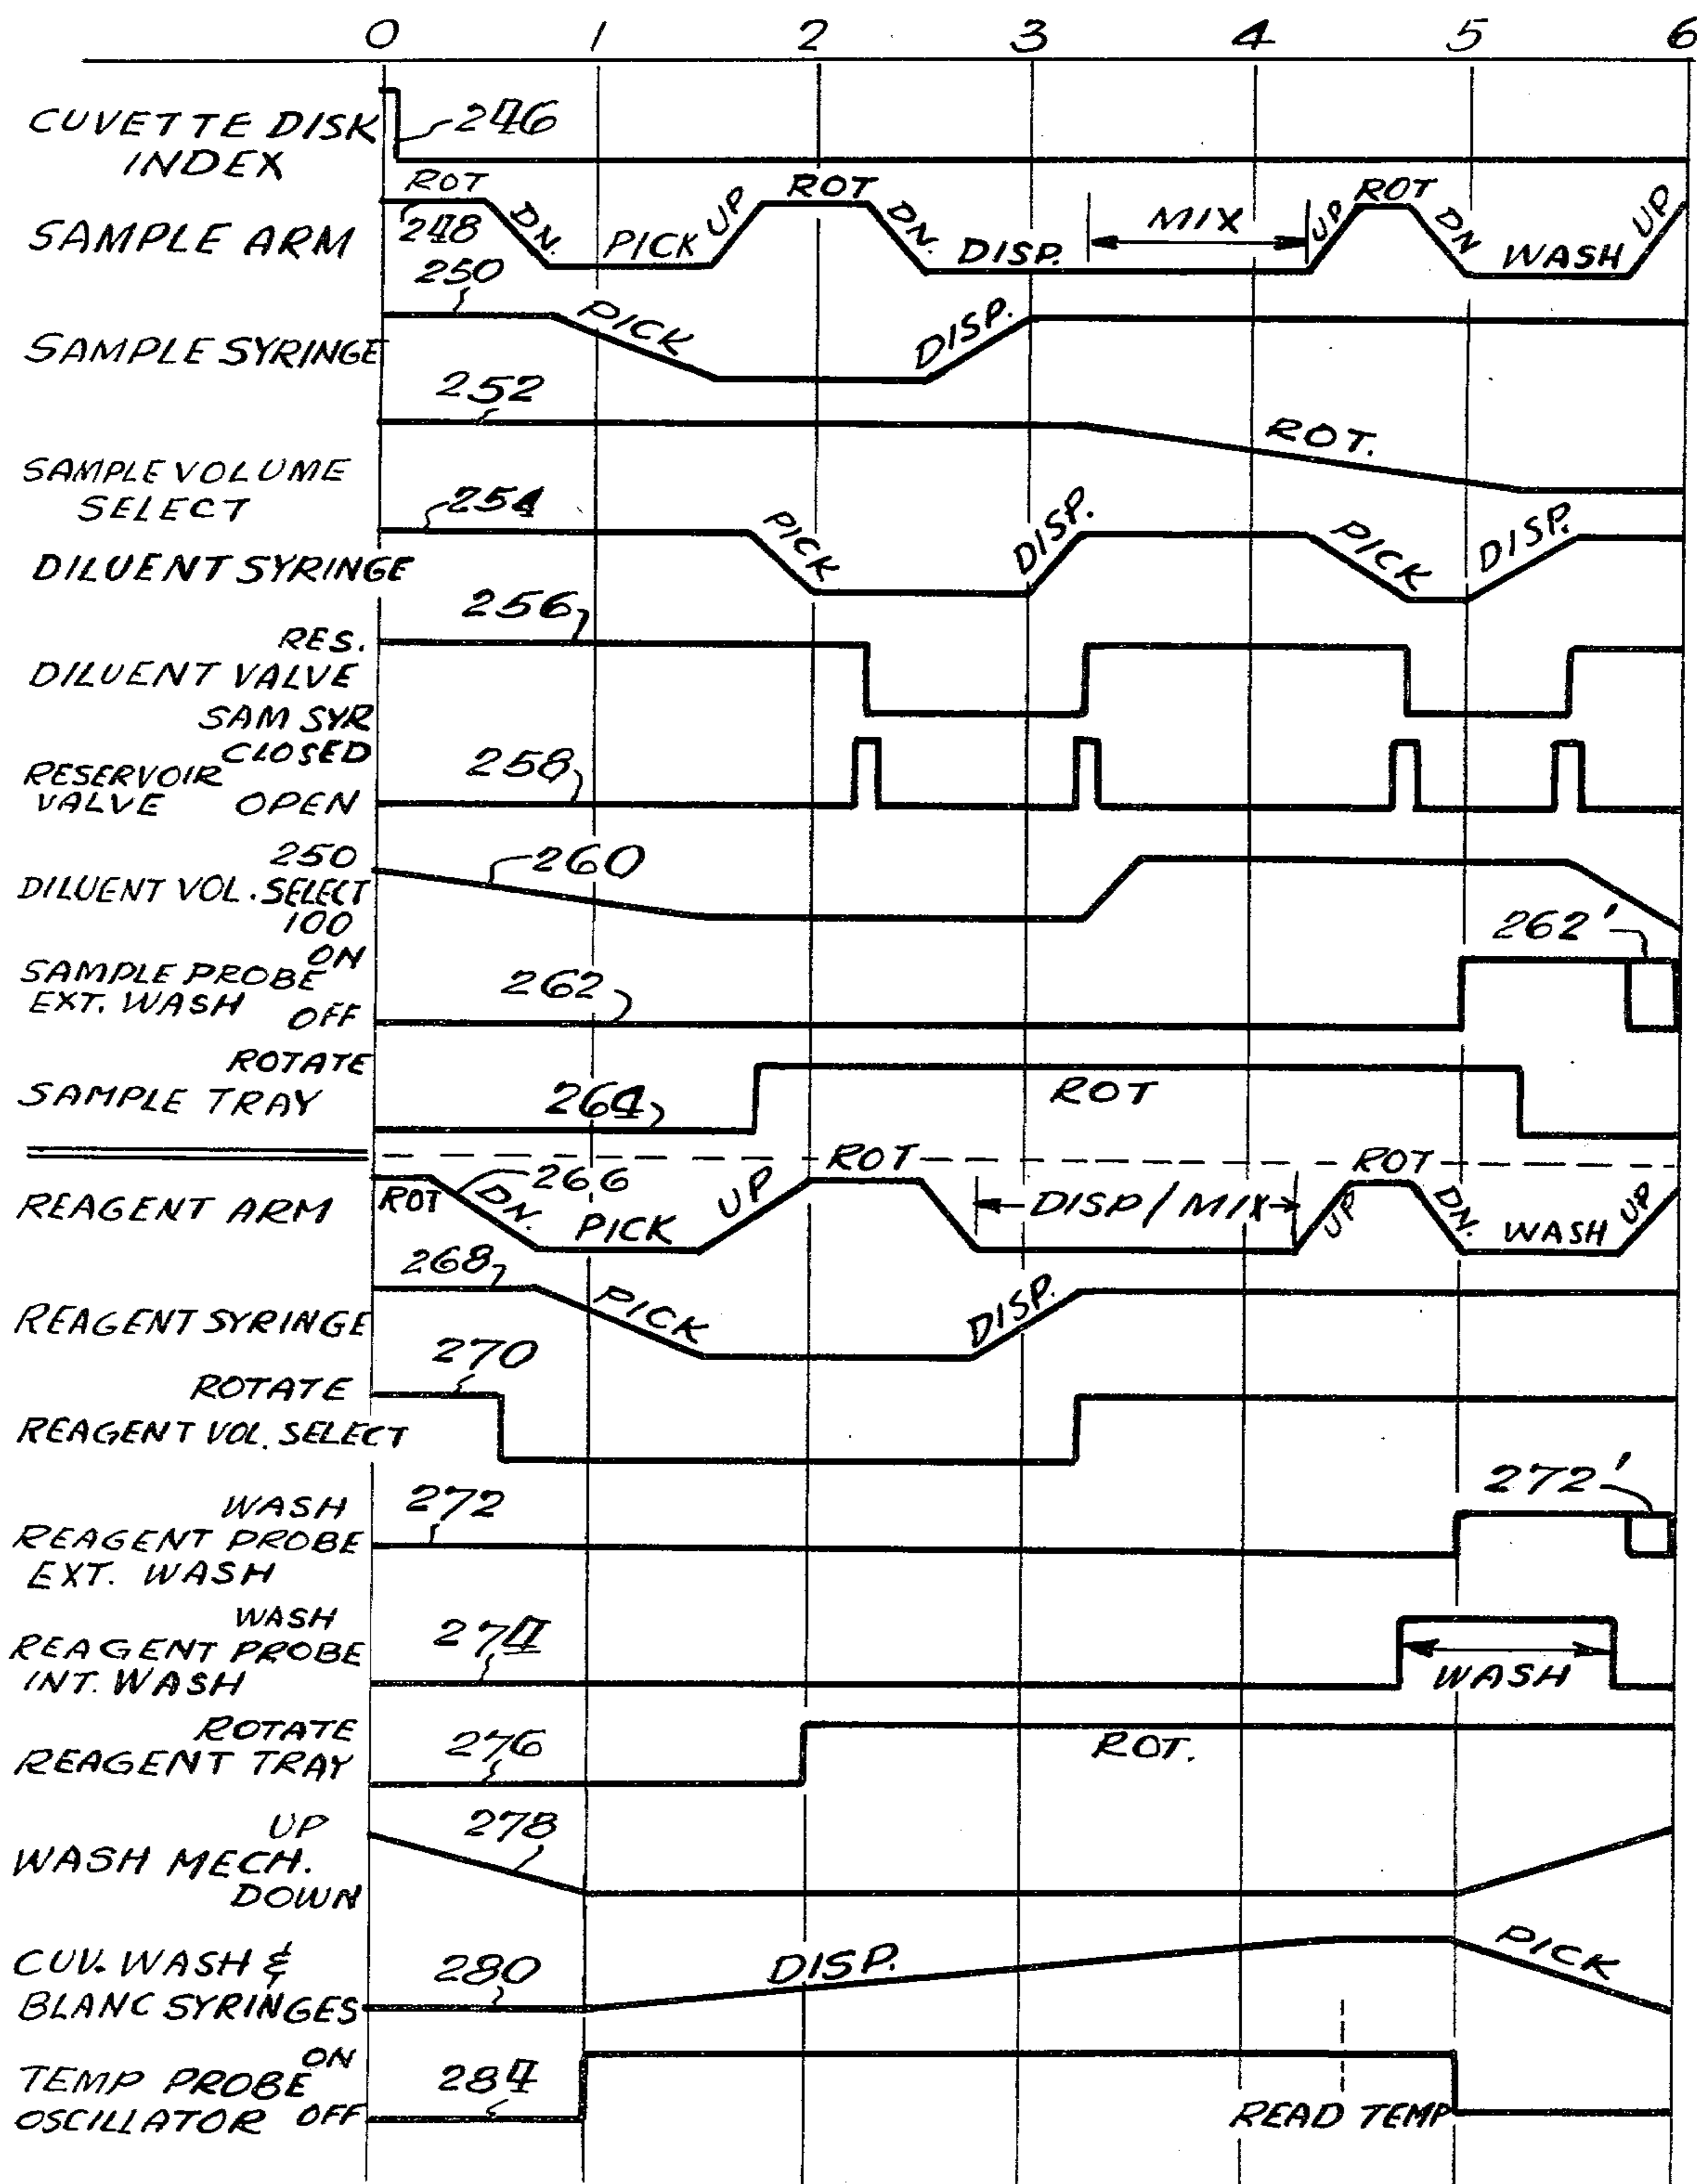 0 1 2 3 4 5 6
CUVETTE DISK
INDEX
246
ROT
248
DN.
PICK
UP
ROT
DN.
DISP.
MIX
UP
ROT
DN
WASH
UP
SAMPLE ARM
250
PICK
DISP.
SAMPLE SYRINGE
252
ROT.
SAMPLE VOLUME
SELECT
254
PICK
DISP.
PICK
DISP.
DILUENT SYRINGE
256
RES.
DILUENT VALVE
SAM SYR
CLOSED
RESERVOIR
VALVE OPEN
258
250
DILUENT VOL. SELECT
100
260
ON
SAMPLE PROBE
EXT. WASH OFF
262
262'
ROTATE
SAMPLE TRAY
264
ROT
REAGENT ARM
ROT
266
DN.
PICK
UP
ROT
DISP/MIX
UP
ROT
DN.
WASH
UP
268
REAGENT SYRINGE
PICK
DISP.
270
ROTATE
REAGENT VOL. SELECT
WASH
REAGENT PROBE
EXT. WASH
272
272'
WASH
REAGENT PROBE
INT. WASH
274
WASH
ROTATE
REAGENT TRAY
276
ROT.
UP
WASH MECH.
DOWN
278
CUV. WASH &
BLANC SYRINGES
280
DISP.
PICK
ON
TEMP PROBE
OSCILLATOR OFF
284
READ TEMP